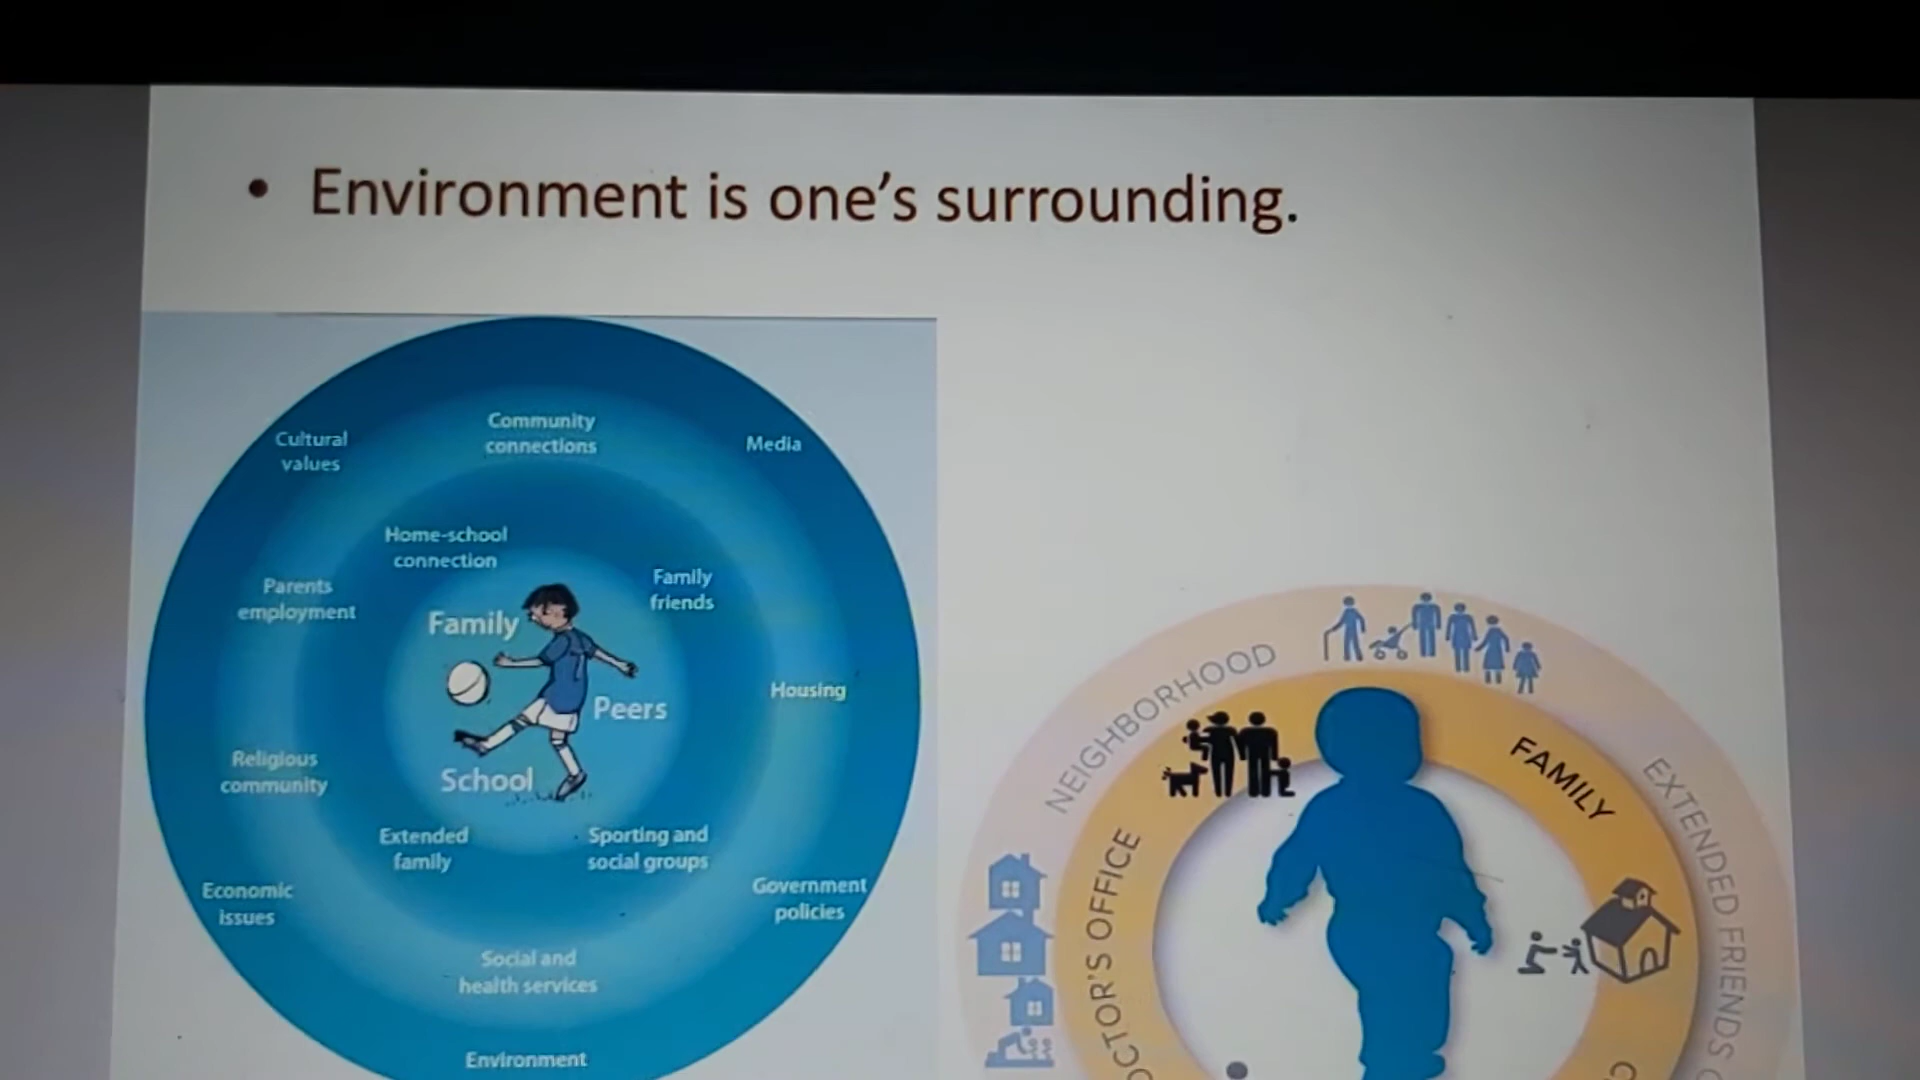 • Environment is one's surrounding.
Cultural
values
Community
connections
Media
Home-school
connection
Family
friends
Parents
employment
Family
Peers
Housing
School
Religious
community
Extended
family
Sporting and
social groups
Economic
issues
Government
policies
Social and
health services
Environment
NEIGHBORHOOD
FAMILY
EXTENDED FRIENDS
OFFICE